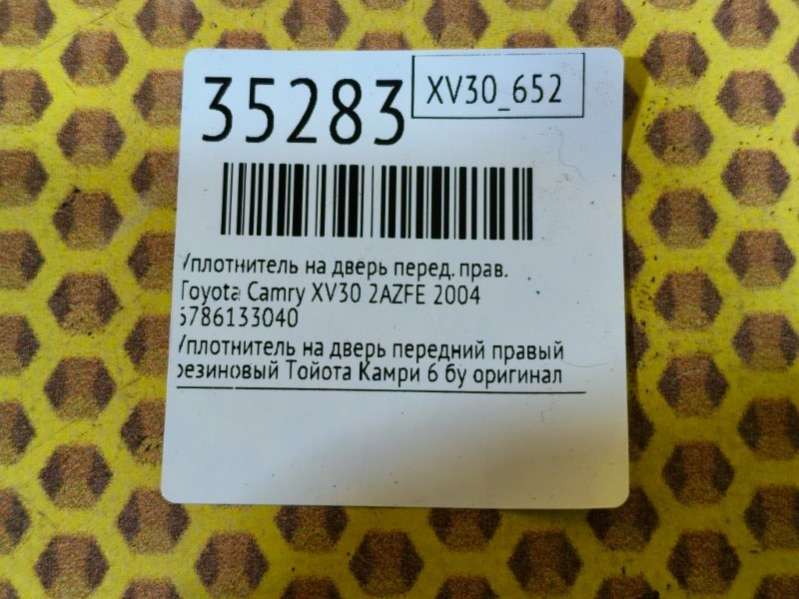 35283
XV30_652
Уплотнитель на дверь перед. прав.
Toyota Camry XV30 2AZFE 2004
6786133040
Уплотнитель на дверь передний правый
резиновый Тойота Камри 6 бу оригинал